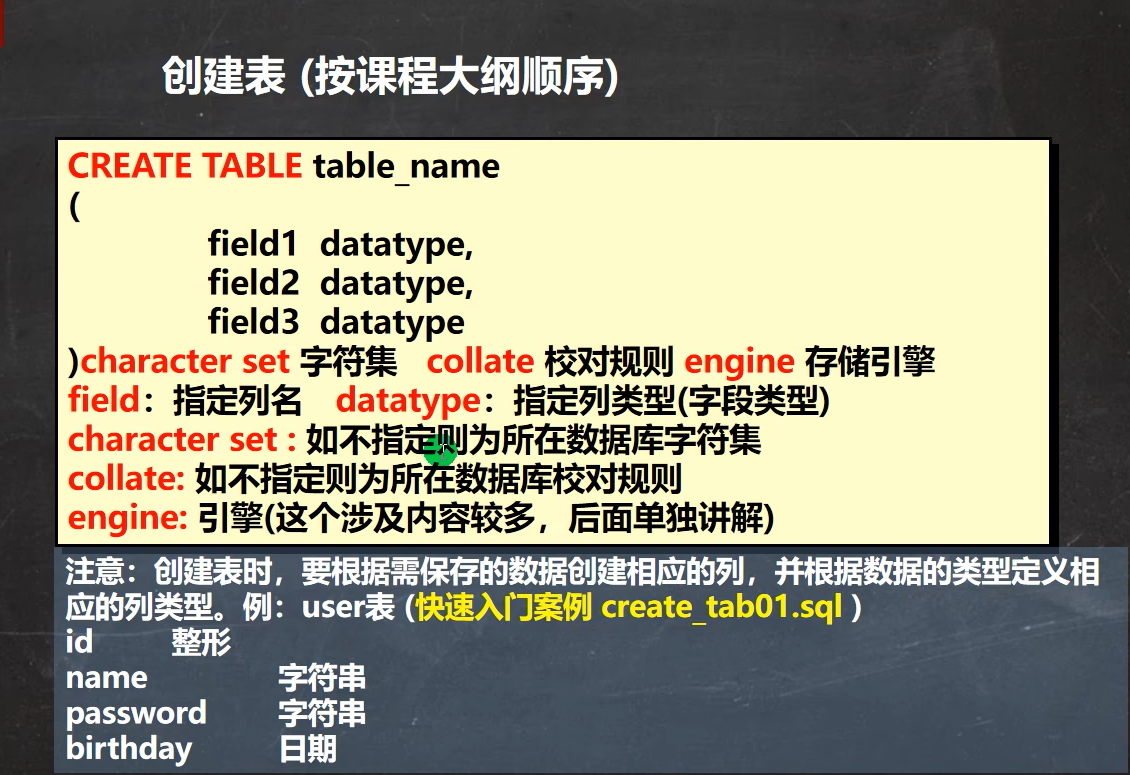 创建表 (按课程大纲顺序)
CREATE TABLE table_name
(
field1 datatype,
field2 datatype,
field3 datatype
)character set 字符集 collate 校对规则 engine 存储引擎
field：指定列名 datatype：指定列类型(字段类型)
character set : 如不指定则为所在数据库字符集
collate: 如不指定则为所在数据库校对规则
engine: 引擎(这个涉及内容较多，后面单独讲解)
注意：创建表时，要根据需保存的数据创建相应的列，并根据数据的类型定义相
应的列类型。例：user表 (快速入门案例 create_tab01.sql )
id 整形
name 字符串
password 字符串
birthday 日期